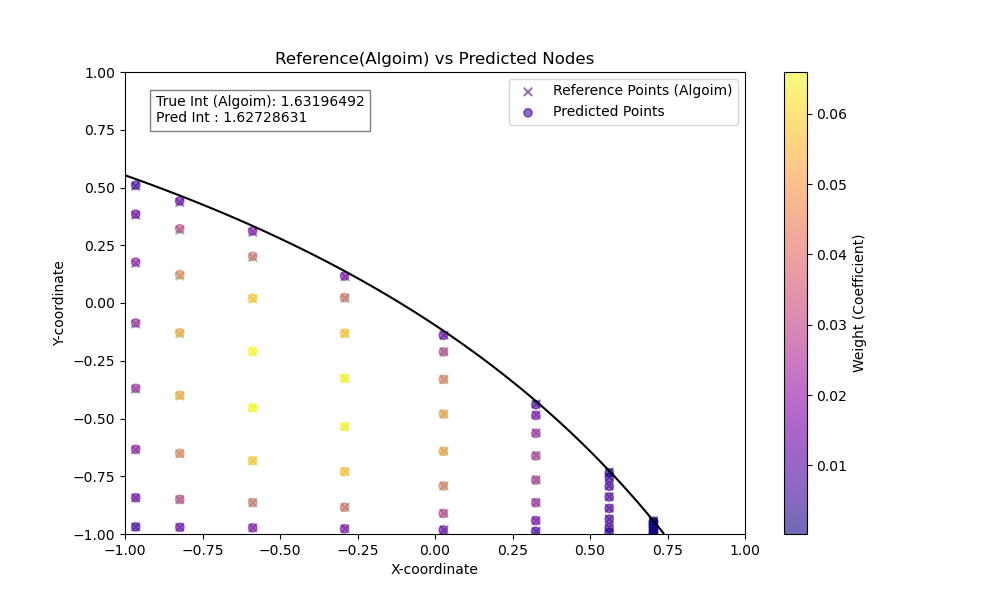 Reference(Algoim) vs Predicted Nodes
True Int (Algoim): 1.63196492
Pred Int : 1.62728631
Reference Points (Algoim)
Predicted Points
1.00
0.75
0.50
0.25
0.00
−0.25
−0.50
−0.75
−1.00
Y-coordinate
−1.00 −0.75 −0.50 −0.25 0.00 0.25 0.50 0.75 1.00
X-coordinate
0.06
0.05
0.04
0.03
0.02
0.01
Weight (Coefficient)